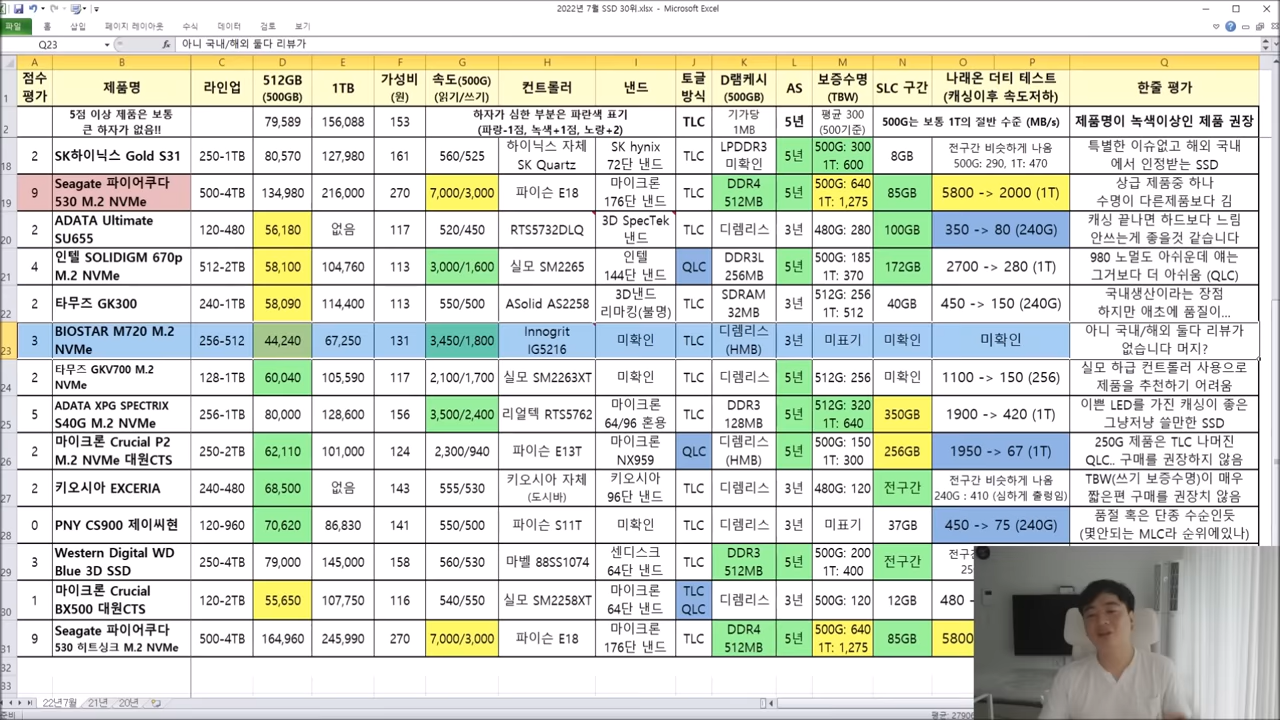 2022년 7월 SSD 30위.xlsx - Microsoft Excel
파일 홈 삽입 페이지 레이아웃 수식 데이터 검토 보기
Q23 fx 아니 국내/해외 둘다 리뷰가
A B C D E F G H I J K L M N O P Q
1 점수 평가 제품명 라인업 512GB (500GB) 1TB 가성비 (원) 속도(500G) (읽기/쓰기) 컨트롤러 낸드 토글 방식 D램캐시 (500GB) AS 보증수명 (TBW) SLC 구간 나래온 더티 테스트 (캐싱이후 속도저하) 한줄 평가
2 5점 이상 제품은 보통 큰 하자가 없음!! 79,589 156,088 153 하자가 심한 부분은 파란색 표기 (파랑-1점, 녹색+1점, 노랑+2) TLC 기가당 1MB 5년 평균 300 (500기준) 500G는 보통 1T의 절반 수준 (MB/s) 제품명이 녹색이상인 제품 권장
18 2 SK하이닉스 Gold S31 250-1TB 80,570 127,980 161 560/525 하이닉스 자체 SK Quartz SK hynix 72단 낸드 TLC LPDDR3 미확인 5년 500G: 300 1T: 600 8GB 전구간 비슷하게 나옴 500G: 290, 1T: 470 특별한 이슈없고 해외 국내 에서 인정받는 SSD
19 9 Seagate 파이어쿠다 530 M.2 NVMe 500-4TB 134,980 216,000 270 7,000/3,000 파이슨 E18 마이크론 176단 낸드 TLC DDR4 512MB 5년 500G: 640 1T: 1,275 85GB 5800 -> 2000 (1T) 상급 제품중 하나 수명이 다른제품보다 김
20 2 ADATA Ultimate SU655 120-480 56,180 없음 117 520/450 RTS5732DLQ 3D SpecTek 낸드 TLC 디렘리스 3년 480G: 280 100GB 350 -> 80 (240G) 캐싱 끝나면 하드보다 느림 안쓰는게 좋을것 같습니다
21 4 인텔 SOLIDIGM 670p M.2 NVMe 512-2TB 58,100 104,760 113 3,000/1,600 실모 SM2265 인텔 144단 낸드 QLC DDR3L 256MB 5년 500G: 185 1T: 370 172GB 2700 -> 280 (1T) 980 노멀도 아쉬운데 얘는 그거보다 더 아쉬움 (QLC)
22 2 타무즈 GK300 240-1TB 58,090 114,400 113 550/500 iSolid AS2258 3D낸드 리마킹(불명) TLC SDRAM 32MB 3년 512G: 256 1T: 512 40GB 450 -> 150 (240G) 국내생산이라는 장점 하지만 애초에 품질이...
23 3 BIOSTAR M720 M.2 NVMe 256-512 44,240 67,250 131 3,450/1,800 Innogrit IG5216 미확인 TLC 디렘리스 (HMB) 3년 미표기 미확인 미확인 아니 국내/해외 둘다 리뷰가 없습니다 머지?
24 2 타무즈 GKV700 M.2 NVMe 128-1TB 60,040 105,590 117 2,100/1,700 실모 SM2263XT 미확인 TLC 디렘리스 5년 512G: 256 미확인 1100 -> 150 (256) 실모 하급 컨트롤러 사용으로 제품을 추천하기 어려움
25 5 ADATA XPG SPECTRIX S40G M.2 NVMe 256-1TB 80,000 128,600 156 3,500/2,400 리얼텍 RTS5762 마이크론 64/96 혼용 TLC DDR3 128MB 5년 512G: 320 1T: 640 350GB 1900 -> 420 (1T) 이쁜 LED를 가진 캐싱이 좋은 그냥저냥 쓸만한 SSD
26 2 마이크론 Crucial P2 M.2 NVMe 대원CTS 250-2TB 62,110 101,000 124 2,300/940 파이슨 E13T 마이크론 NX959 QLC 디렘리스 (HMB) 5년 500G: 150 1T: 300 256GB 1950 -> 67 (1T) 250G 제품은 TLC 나머진 QLC.. 구매를 권장하지 않음
27 2 키오시아 EXCERIA 240-480 68,500 없음 143 555/530 키오시아 자체 (도시바) 키오시아 96단 낸드 TLC 디렘리스 3년 480G: 120 전구간 전구간 비슷하게 나옴 240G : 410 (심하게 출렁임) TBW(쓰기 보증수명)이 매우 짧은편 구매를 권장치 않음
28 0 PNY CS900 제이씨현 120-960 70,620 86,830 141 550/500 파이슨 S11T 미확인 TLC 디렘리스 3년 미표기 37GB 450 -> 75 (240G) 품절 혹은 단종 수순인듯 (몇안되는 MLC라 순위에있나)
29 3 Western Digital WD Blue 3D SSD 250-4TB 79,000 145,000 158 560/530 마벨 88SS1074 센디스크 64단 낸드 TLC DDR3 512MB 5년 500G: 200 1T: 400 전구간 전구 25
30 1 마이크론 Crucial BX500 대원CTS 120-2TB 55,650 107,750 116 540/550 실모 SM2258XT 마이크론 64단 낸드 TLC QLC 디렘리스 3년 500G: 120 12GB 480 -
31 9 Seagate 파이어쿠다 530 히트싱크 M.2 NVMe 500-4TB 164,960 245,990 270 7,000/3,000 파이슨 E18 마이크론 176단 낸드 TLC DDR4 512MB 5년 500G: 640 1T: 1,275 85GB 5800
32
33
22년7월 21년 20년
준비 평균: 27906